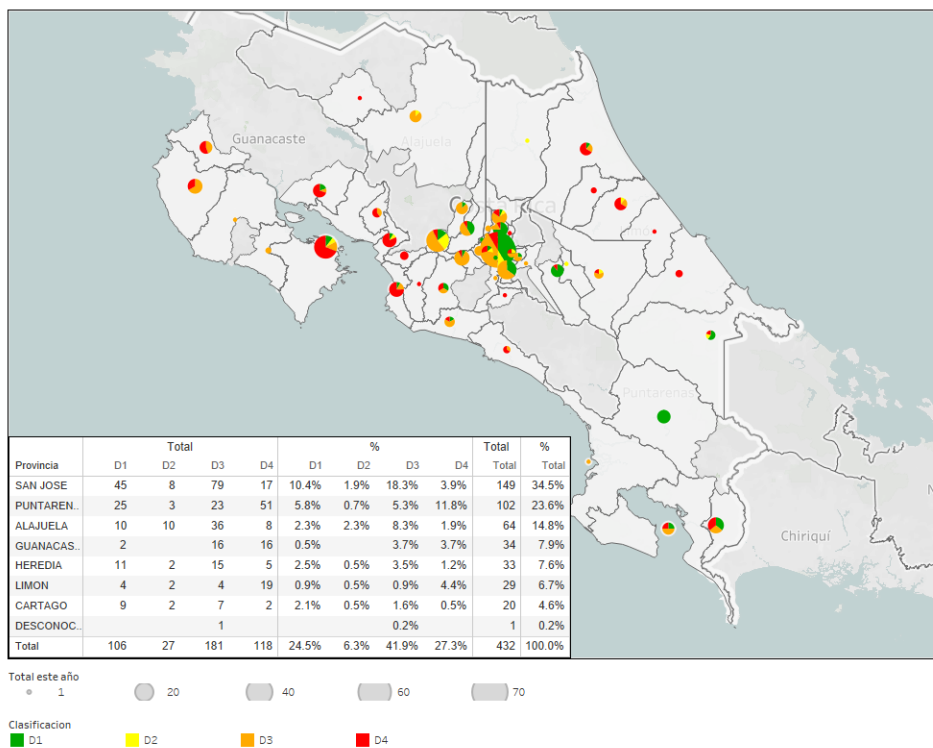 Guanacaste
Alajuela
Costa Rica
Limón
Puntarenas
Chiriquí
N
Total % Total %
Provincia D1 D2 D3 D4 D1 D2 D3 D4 Total Total
SAN JOSE 45 8 79 17 10.4% 1.9% 18.3% 3.9% 149 34.5%
PUNTAREN.. 25 3 23 51 5.8% 0.7% 5.3% 11.8% 102 23.6%
ALAJUELA 10 10 36 8 2.3% 2.3% 8.3% 1.9% 64 14.8%
GUANACAS.. 2 16 16 0.5% 3.7% 3.7% 34 7.9%
HEREDIA 11 2 15 5 2.5% 0.5% 3.5% 1.2% 33 7.6%
LIMON 4 2 4 19 0.9% 0.5% 0.9% 4.4% 29 6.7%
CARTAGO 9 2 7 2 2.1% 0.5% 1.6% 0.5% 20 4.6%
DESCONOC.. 1 0.2% 1 0.2%
Total 106 27 181 118 24.5% 6.3% 41.9% 27.3% 432 100.0%
Total este año
1 20 40 60 70
Clasificacion
D1 D2 D3 D4